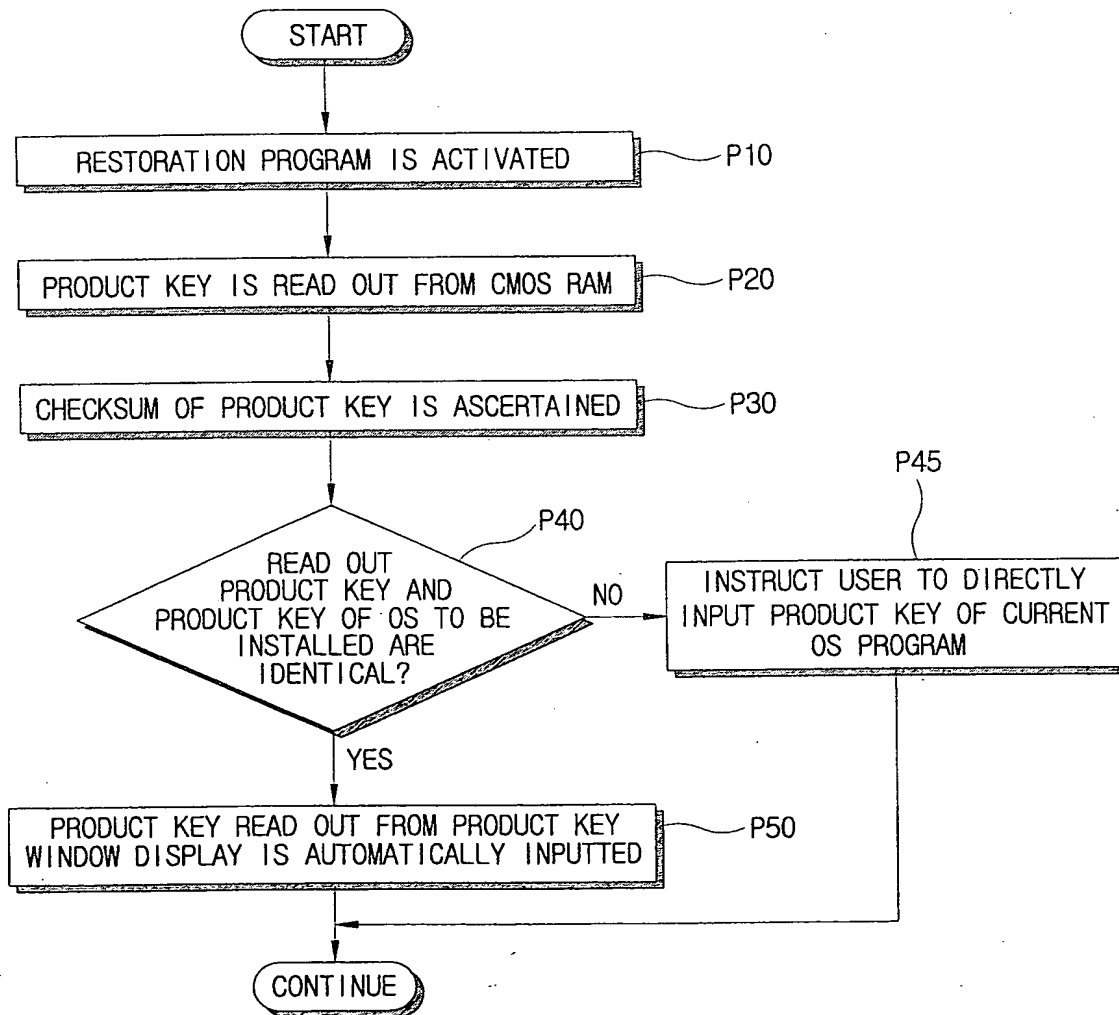 START
RESTORATION PROGRAM IS ACTIVATED
P10
PRODUCT KEY IS READ OUT FROM CMOS RAM
P20
CHECKSUM OF PRODUCT KEY IS ASCERTAINED
P30
P40
READ OUT
PRODUCT KEY AND
PRODUCT KEY OF OS TO BE
INSTALLED ARE
IDENTICAL?
NO
P45
INSTRUCT USER TO DIRECTLY
INPUT PRODUCT KEY OF CURRENT
OS PROGRAM
YES
PRODUCT KEY READ OUT FROM PRODUCT KEY
WINDOW DISPLAY IS AUTOMATICALLY INPUTTED
P50
CONTINUE